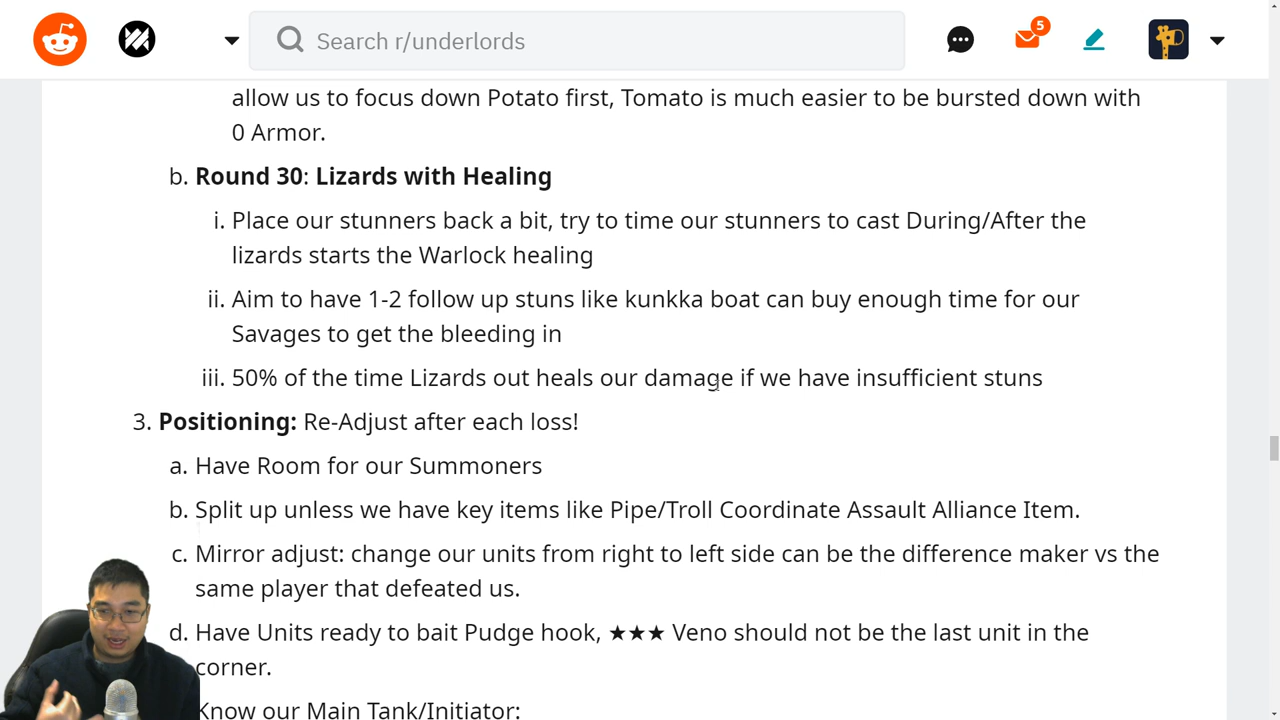 Search r/underlords
5
allow us to focus down Potato first, Tomato is much easier to be bursted down with
0 Armor.
b. Round 30: Lizards with Healing
i. Place our stunners back a bit, try to time our stunners to cast During/After the
lizards starts the Warlock healing
ii. Aim to have 1-2 follow up stuns like kunkka boat can buy enough time for our
Savages to get the bleeding in
iii. 50% of the time Lizards out heals our damage if we have insufficient stuns
3. Positioning: Re-Adjust after each loss!
a. Have Room for our Summoners
b. Split up unless we have key items like Pipe/Troll Coordinate Assault Alliance Item.
c. Mirror adjust: change our units from right to left side can be the difference maker vs the
same player that defeated us.
d. Have Units ready to bait Pudge hook, ★★★ Veno should not be the last unit in the
corner.
Know our Main Tank/Initiator: